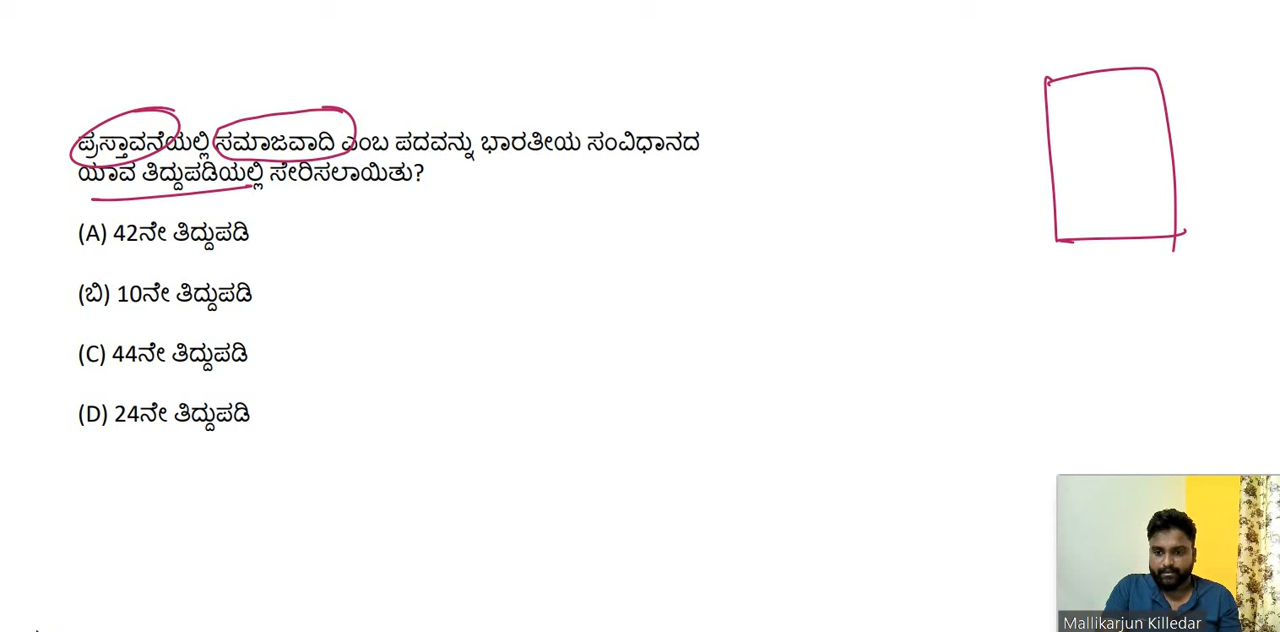 ಪ್ರಸ್ತಾವನೆಯಲ್ಲಿ ಸಮಾಜವಾದಿ ಎಂಬ ಪದವನ್ನು ಭಾರತೀಯ ಸಂವಿಧಾನದ
ಯಾವ ತಿದ್ದುಪಡಿಯಲ್ಲಿ ಸೇರಿಸಲಾಯಿತು?
(A) 42ನೇ ತಿದ್ದುಪಡಿ
(ಬಿ) 10ನೇ ತಿದ್ದುಪಡಿ
(C) 44ನೇ ತಿದ್ದುಪಡಿ
(D) 24ನೇ ತಿದ್ದುಪಡಿ
Mallikarjun Killedar